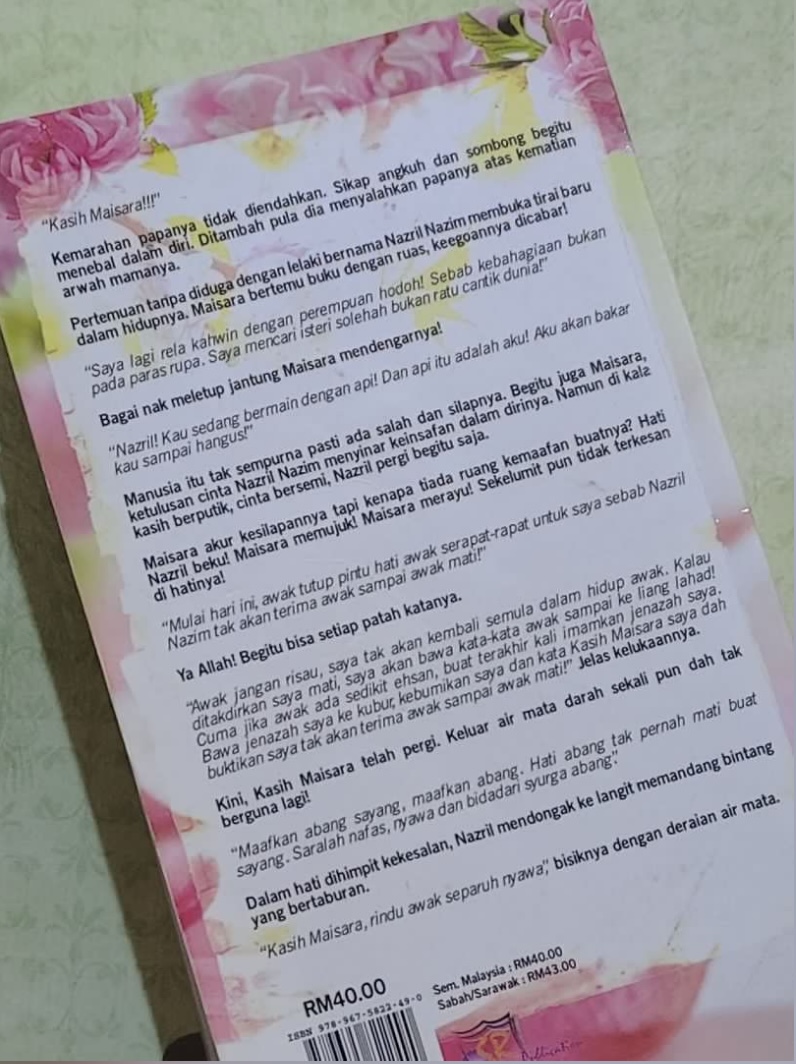 “Kasih Maisara!!!”
Kemarahan papanya tidak diendahkan. Sikap angkuh dan sombong begitu
menebal dalam diri. Ditambah pula dia menyalahkan papanya atas kematian
arwah mamanya.
Pertemuan tanpa diduga dengan lelaki bernama Nazril Nazim membuka tirai baru
dalam hidupnya. Maisara bertemu buku dengan ruas, keegoannya dicabar!
“Saya lagi rela kahwin dengan perempuan hodoh! Sebab kebahagiaan bukan
pada paras rupa. Saya mencari isteri solehah bukan ratu cantik dunia!”
Bagai nak meletup jantung Maisara mendengarnya!
“Nazril! Kau sedang bermain dengan api! Dan api itu adalah aku! Aku akan bakar
kau sampai hangus!”
Manusia itu tak sempurna pasti ada salah dan silapnya. Begitu juga Maisara,
ketulusan cinta Nazril Nazim menyinar keinsafan dalam dirinya. Namun di kala
kasih berputik, cinta bersemi, Nazril pergi begitu saja.
Maisara akur kesilapannya tapi kenapa tiada ruang kemaafan buatnya? Hati
Nazril beku! Maisara memujuk! Maisara merayu! Sekelumit pun tidak terkesan
di hatinya!
“Mulai hari ini, awak tutup pintu hati awak serapat-rapat untuk saya sebab Nazril
Nazim tak akan terima awak sampai awak mati!”
Ya Allah! Begitu bisa setiap patah katanya.
“Awak jangan risau, saya tak akan kembali semula dalam hidup awak. Kalau
ditakdirkan saya mati, saya akan bawa kata-kata awak sampai ke liang lahad!
Cuma jika awak ada sedikit ehsan, buat terakhir kali imamkan jenazah saya.
Bawa jenazah saya ke kubur, kebumikan saya dan kata Kasih Maisara saya dah
buktikan saya tak akan terima awak sampai awak mati!” Jelas kelukaannya.
Kini, Kasih Maisara telah pergi. Keluar air mata darah sekali pun dah tak
berguna lagi!
“Maafkan abang sayang, maafkan abang. Hati abang tak pernah mati buat
sayang. Saralah nafas, nyawa dan bidadari syurga abang”.
Dalam hati dihimpit kekesalan, Nazril mendongak ke langit memandang bintang
yang bertaburan.
“Kasih Maisara, rindu awak separuh nyawa”, bisiknya dengan deraian air mata.
RM40.00
Sem. Malaysia : RM40.00
Sabah/Sarawak : RM43.00
ISBN 978-967-5822-49-0
Publication